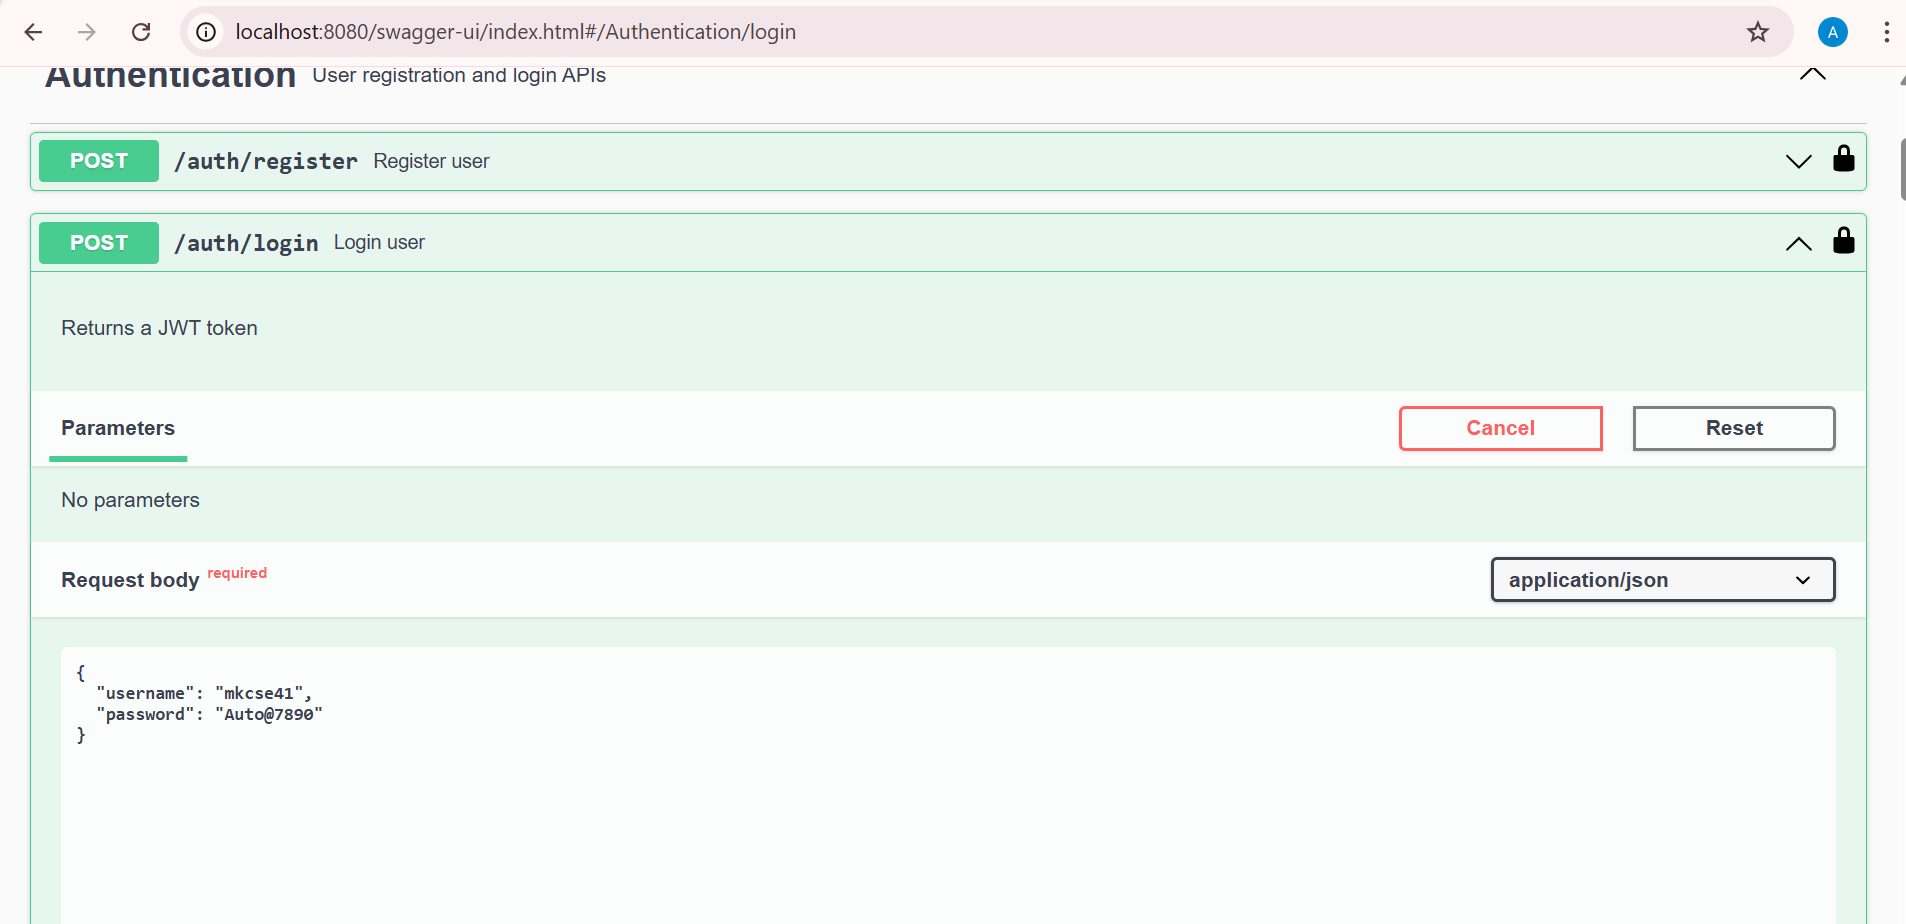 localhost:8080/swagger-ui/index.html#/Authentication/login
A
Authentication User registration and login APIs
POST /auth/register Register user
POST /auth/login Login user
Returns a JWT token
Parameters
Cancel
Reset
No parameters
Request body required
application/json
{
"username": "mkcse41",
"password": "Auto@7890"
}